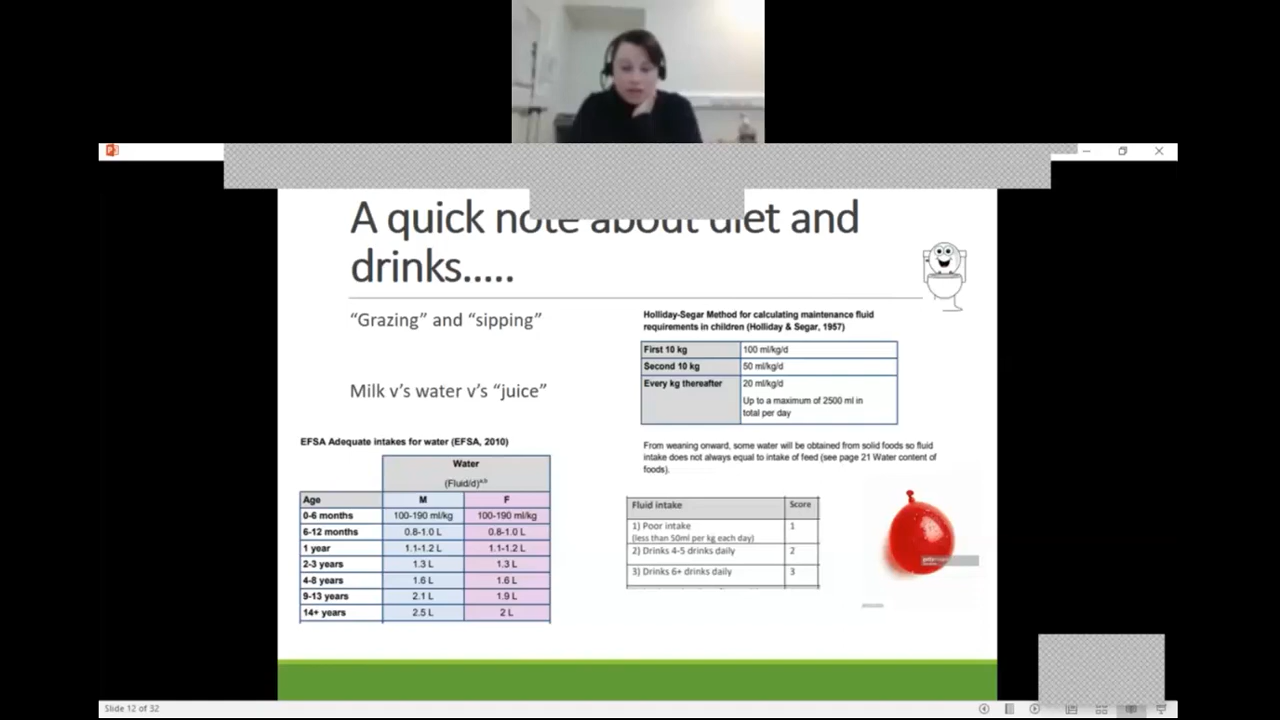 A quick note about diet and
drinks.....
“Grazing” and “sipping”
Milk v’s water v’s “juice”
EFSA Adequate intakes for water (EFSA, 2010)
Water
(Fluid/d)a,b
Age M F
0-6 months 100-190 ml/kg 100-190 ml/kg
6-12 months 0.8-1.0 L 0.8-1.0 L
1 year 1.1-1.2 L 1.1-1.2 L
2-3 years 1.3 L 1.3 L
4-8 years 1.6 L 1.6 L
9-13 years 2.1 L 1.9 L
14+ years 2.5 L 2 L
Holliday-Segar Method for calculating maintenance fluid
requirements in children (Holliday & Segar, 1957)
First 10 kg 100 ml/kg/d
Second 10 kg 50 ml/kg/d
Every kg thereafter 20 ml/kg/d
Up to a maximum of 2500 ml in
total per day
From weaning onward, some water will be obtained from solid foods so fluid
intake does not always equal to intake of feed (see page 21 Water content of
foods).
Fluid intake Score
1) Poor intake 1
(less than 50ml per kg each day)
2) Drinks 4-5 drinks daily 2
3) Drinks 6+ drinks daily 3
Slide 12 of 32